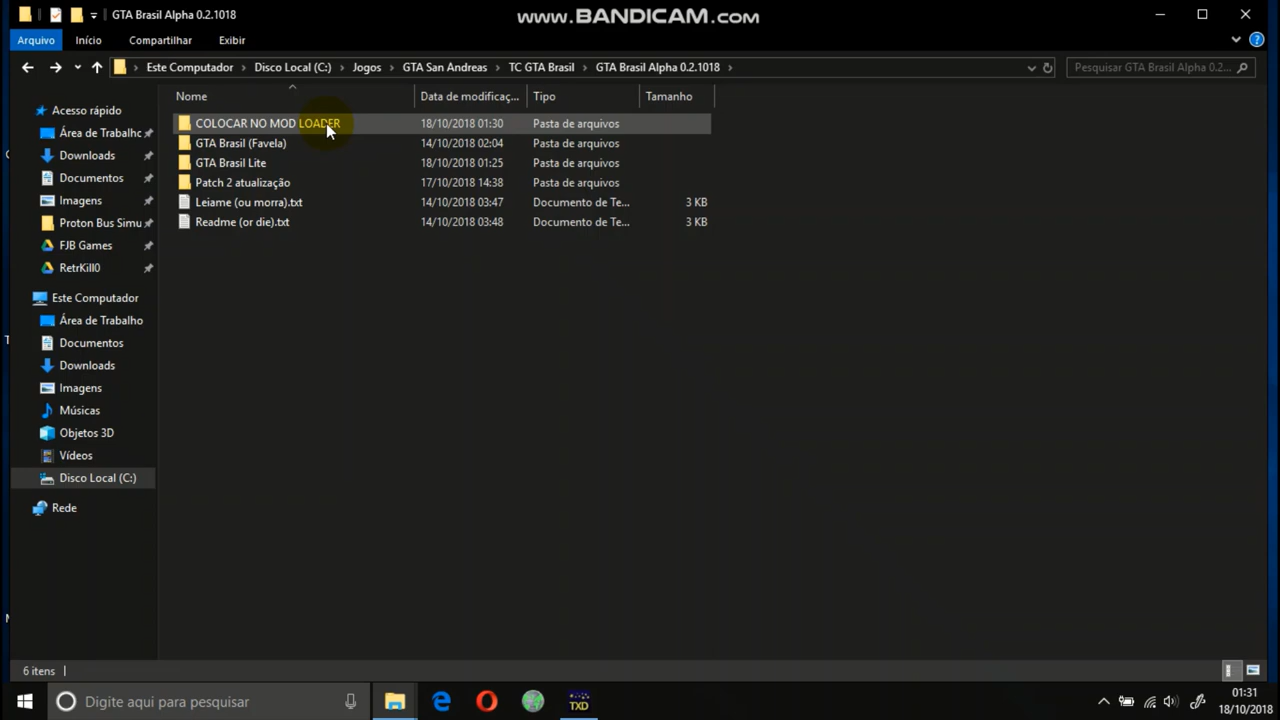 GTA Brasil Alpha 0.2.1018
www.BANDICAM.com
Arquivo Início Compartilhar Exibir
Este Computador Disco Local (C:) Jogos GTA San Andreas TC GTA Brasil GTA Brasil Alpha 0.2.1018 Pesquisar GTA Brasil Alpha 0.2...
Nome Data de modificaç... Tipo Tamanho
Acesso rápido
Área de Trabalhc
Downloads
Documentos
Imagens
Proton Bus Simu
FJB Games
RetrKill0
Este Computador
Área de Trabalho
Documentos
Downloads
Imagens
Músicas
Objetos 3D
Vídeos
Disco Local (C:)
Rede
COLOCAR NO MOD LOADER 18/10/2018 01:30 Pasta de arquivos
GTA Brasil (Favela) 14/10/2018 02:04 Pasta de arquivos
GTA Brasil Lite 18/10/2018 01:25 Pasta de arquivos
Patch 2 atualização 17/10/2018 14:38 Pasta de arquivos
Leiame (ou morra).txt 14/10/2018 03:47 Documento de Te... 3 KB
Readme (or die).txt 14/10/2018 03:48 Documento de Te... 3 KB
6 itens
Digite aqui para pesquisar
TXD
01:31
18/10/2018